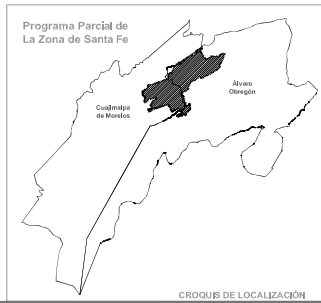 Programa Parcial de
La Zona de Santa Fe
Álvaro
Obregón
Cuajimalpa
de Morelos
CROQUIS DE LOCALIZACIÓN